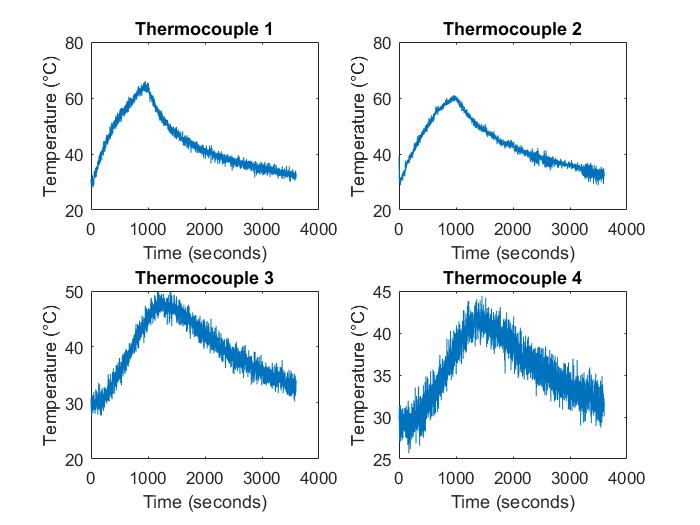 Thermocouple 1
Temperature (°C)
80
60
40
20
0 1000 2000 3000 4000
Time (seconds)
Thermocouple 2
Temperature (°C)
80
60
40
20
0 1000 2000 3000 4000
Time (seconds)
Thermocouple 3
Temperature (°C)
50
40
30
20
0 1000 2000 3000 4000
Time (seconds)
Thermocouple 4
Temperature (°C)
45
40
35
30
25
0 1000 2000 3000 4000
Time (seconds)